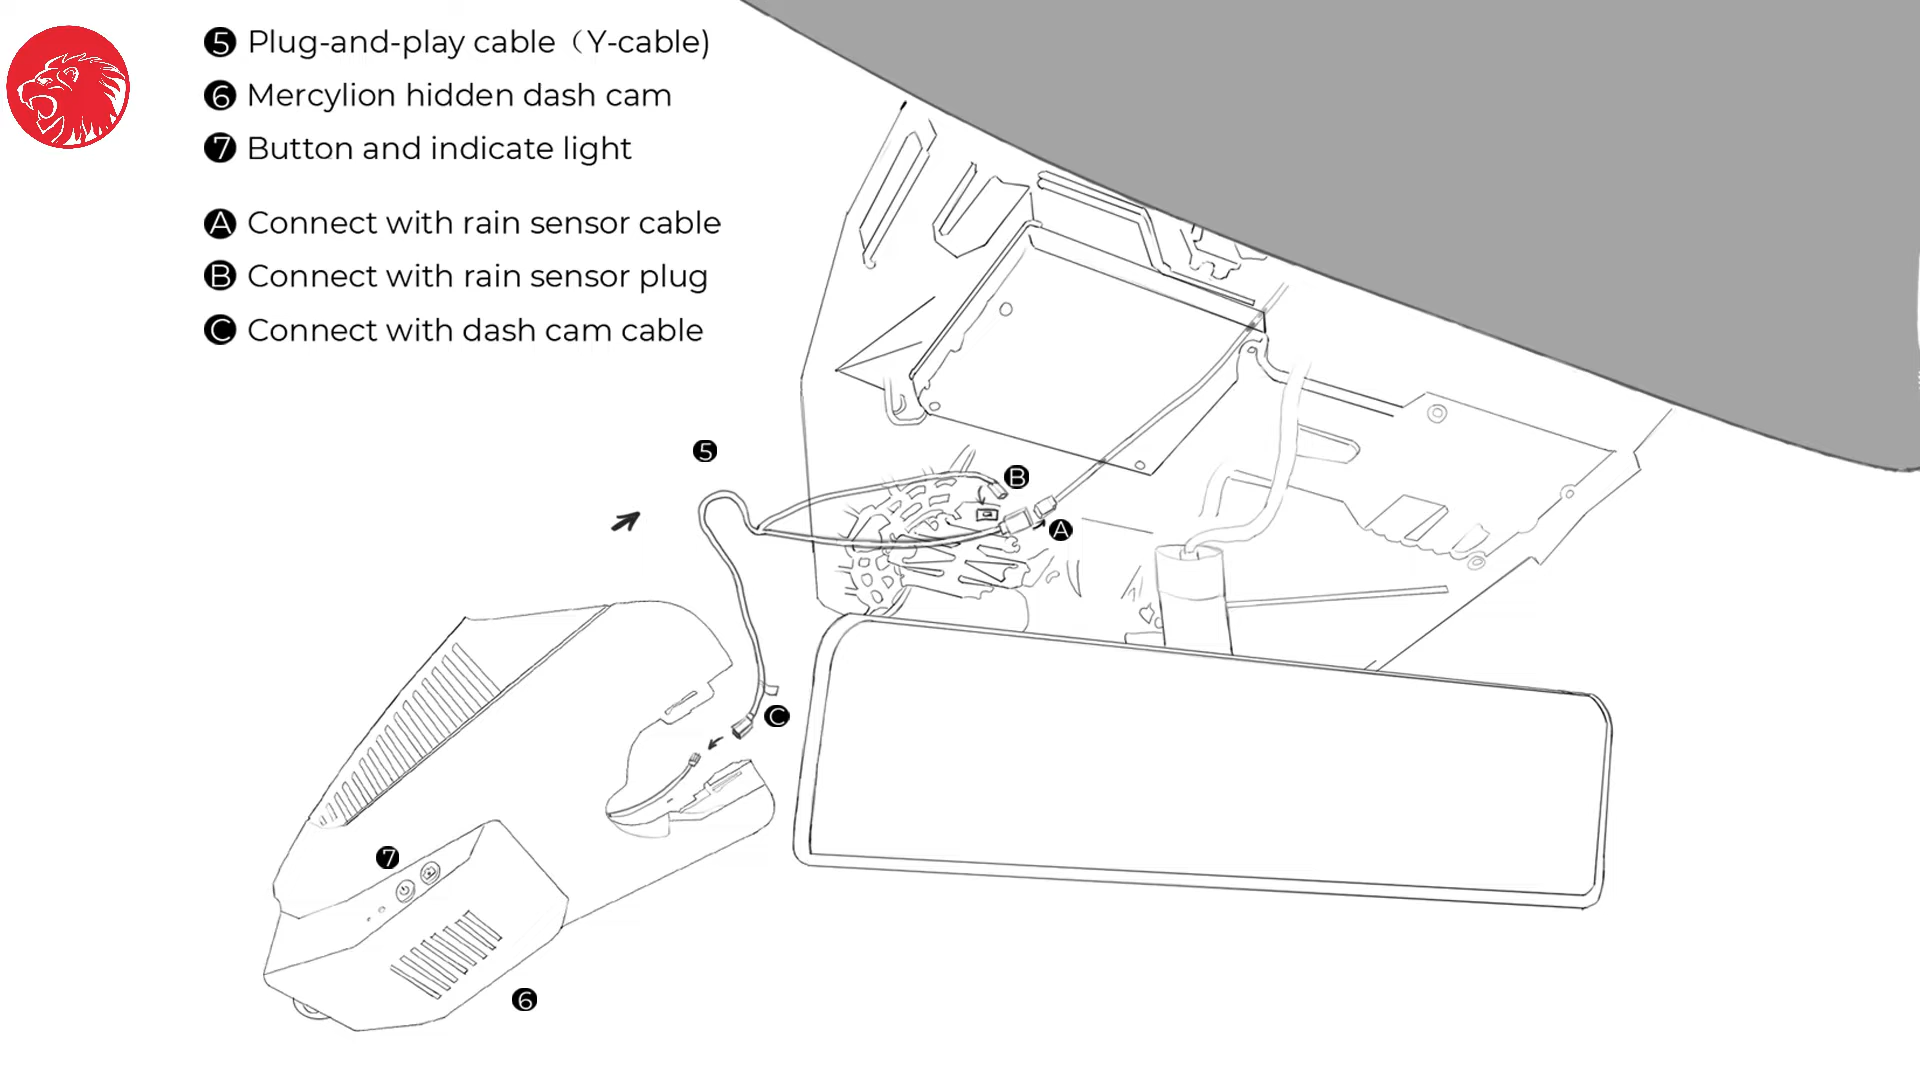 5 Plug-and-play cable（Y-cable)
6 Mercylion hidden dash cam
7 Button and indicate light
A Connect with rain sensor cable
B Connect with rain sensor plug
C Connect with dash cam cable
5
B
A
C
7
6